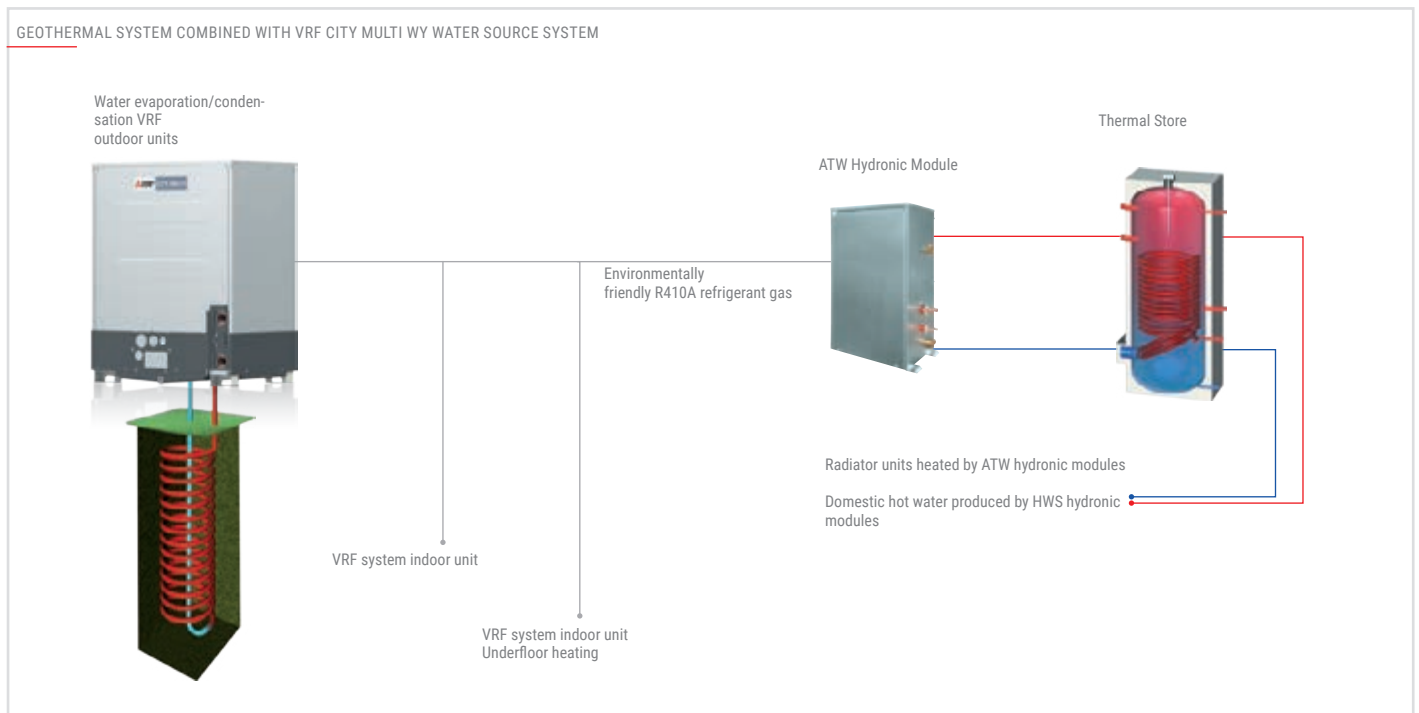 GEOTHERMAL SYSTEM COMBINED WITH VRF CITY MULTI WY WATER SOURCE SYSTEM
Water evaporation/conden-
sation VRF
outdoor units
Thermal Store
ATW Hydronic Module
Environmentally
friendly R410A refrigerant gas
Radiator units heated by ATW hydronic modules
Domestic hot water produced by HWS hydronic
modules
VRF system indoor unit
VRF system indoor unit
Underfloor heating